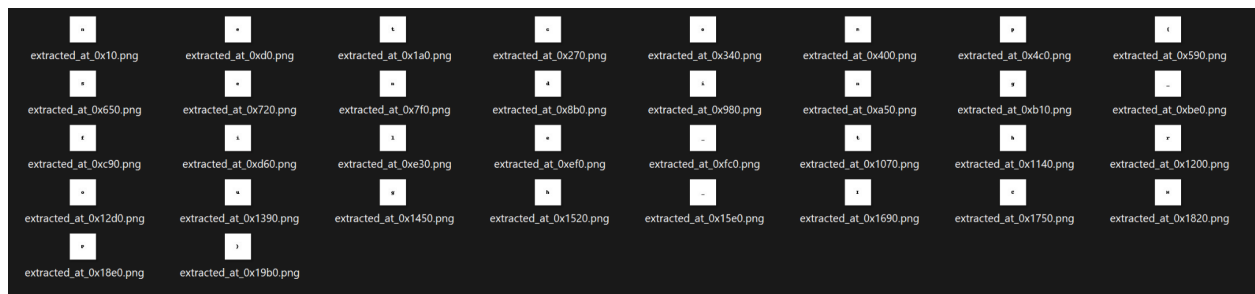 n e t c o p {
extracted_at_0x10.png extracted_at_0xd0.png extracted_at_0x1a0.png extracted_at_0x270.png extracted_at_0x340.png extracted_at_0x400.png extracted_at_0x4c0.png extracted_at_0x590.png
S e n d i n g _
extracted_at_0x650.png extracted_at_0x720.png extracted_at_0x7f0.png extracted_at_0x8b0.png extracted_at_0x980.png extracted_at_0xa50.png extracted_at_0xb10.png extracted_at_0xbe0.png
f i l e _ t h r
extracted_at_0xc90.png extracted_at_0xd60.png extracted_at_0xe30.png extracted_at_0xef0.png extracted_at_0xfc0.png extracted_at_0x1070.png extracted_at_0x1140.png extracted_at_0x1200.png
o u g h _ I C M
extracted_at_0x12d0.png extracted_at_0x1390.png extracted_at_0x1450.png extracted_at_0x1520.png extracted_at_0x15e0.png extracted_at_0x1690.png extracted_at_0x1750.png extracted_at_0x1820.png
P }
extracted_at_0x18e0.png extracted_at_0x19b0.png